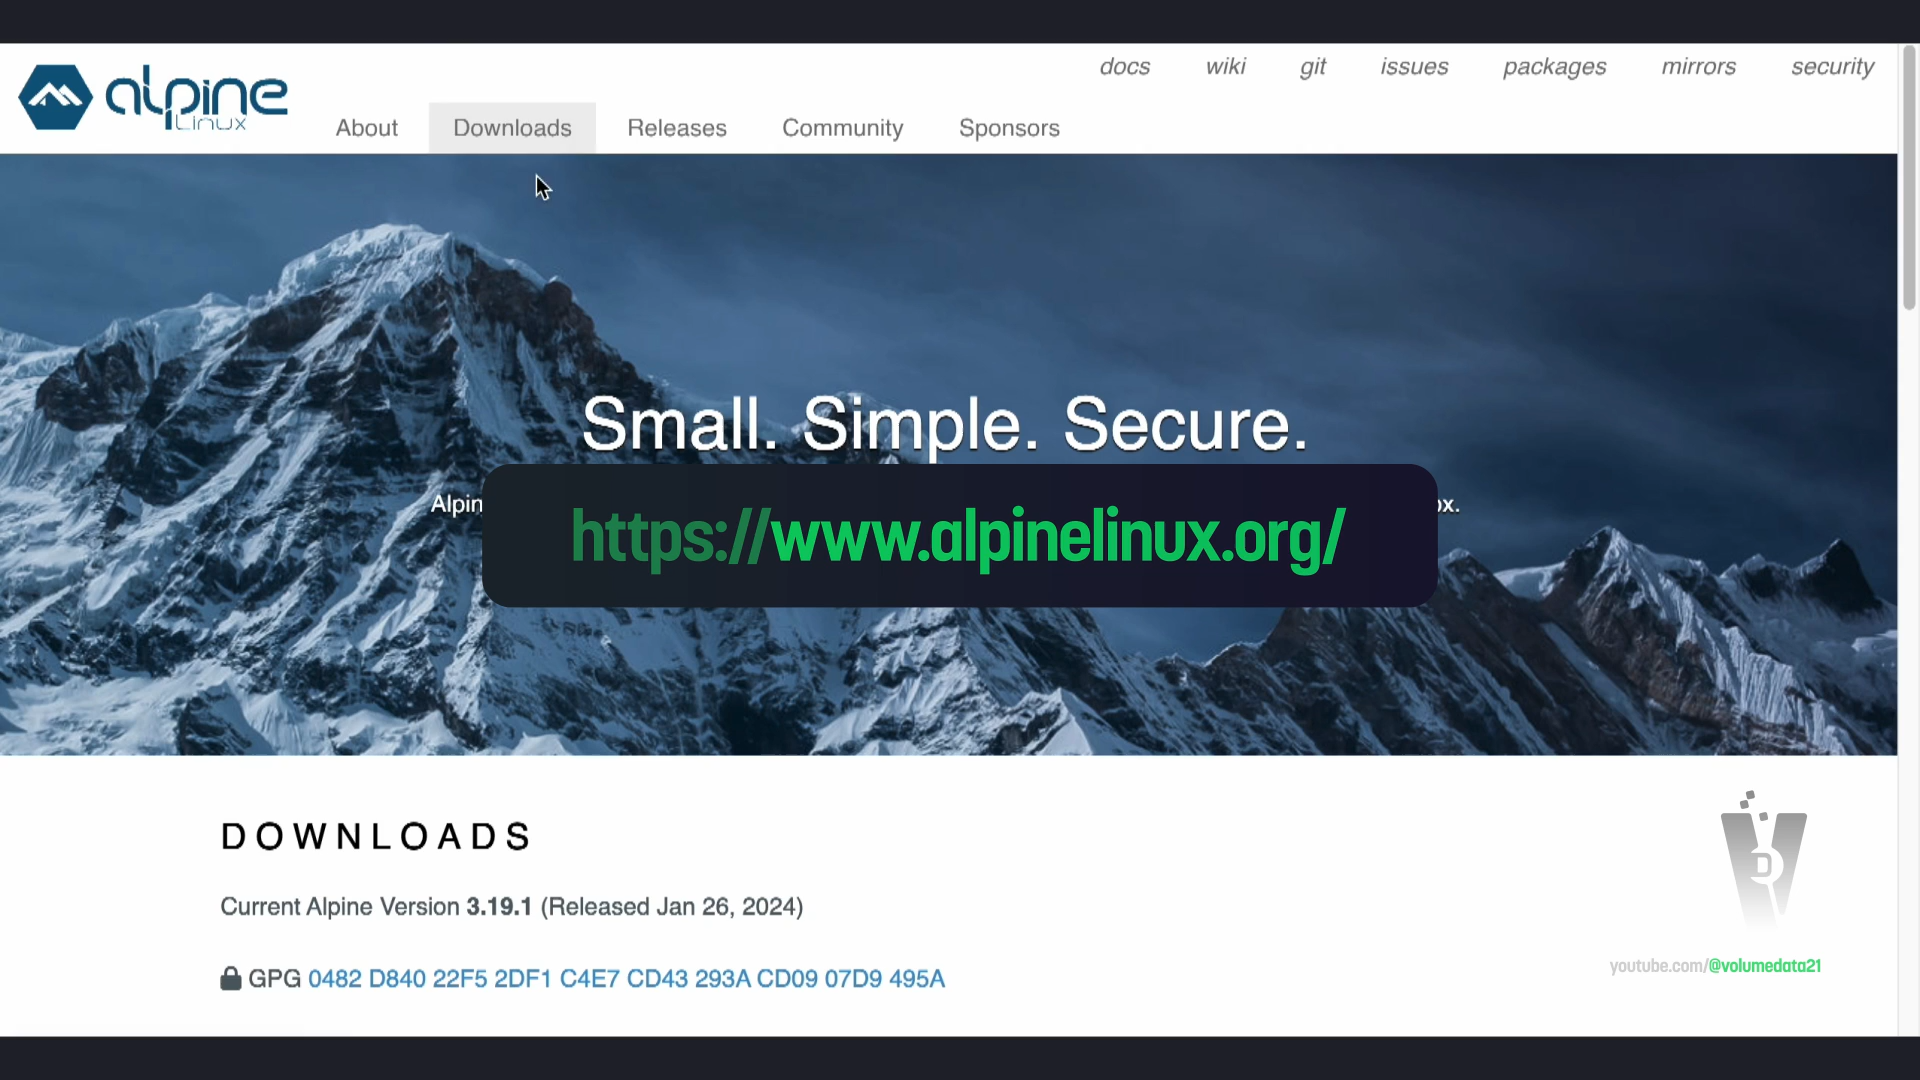 alpine
Linux
docs wiki git issues packages mirrors security
About Downloads Releases Community Sponsors
Small. Simple. Secure.
Alpin
ox.
https://www.alpinelinux.org/
DOWNLOADS
Current Alpine Version 3.19.1 (Released Jan 26, 2024)
GPG 0482 D840 22F5 2DF1 C4E7 CD43 293A CD09 07D9 495A
VD
youtube.com/@volumedata21